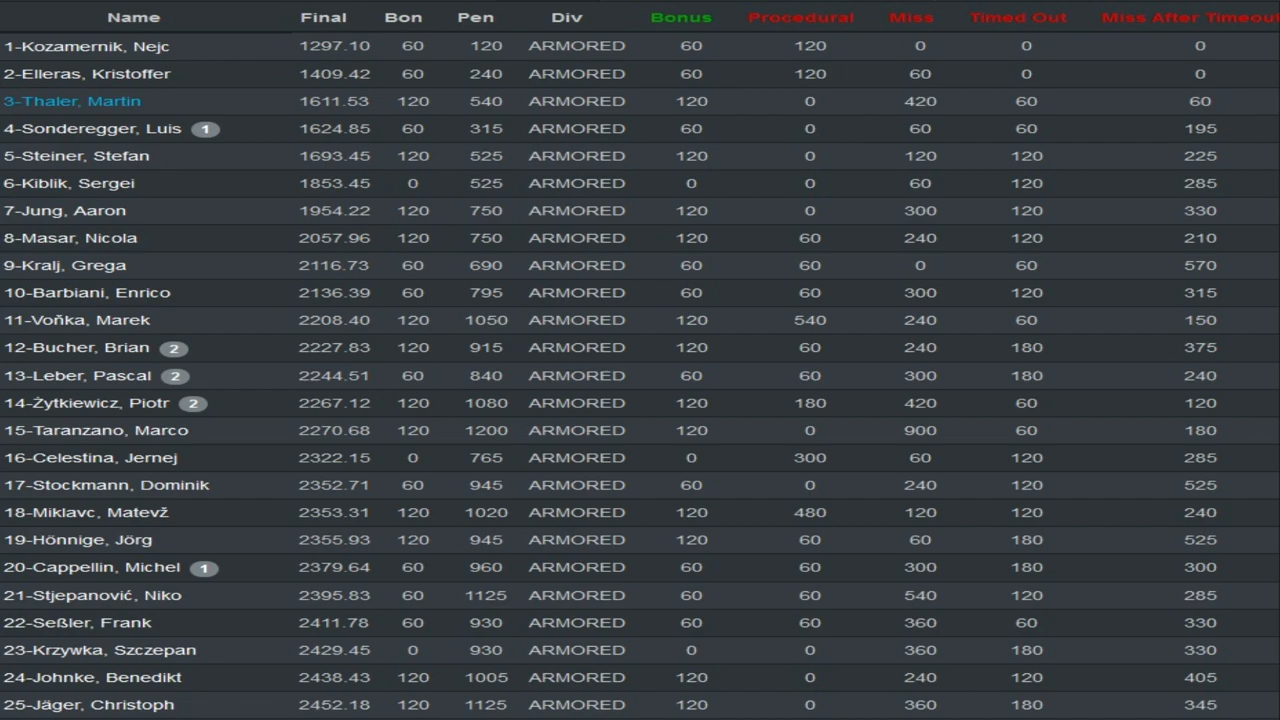 Name Final Bon Pen Div Bonus Procedural Miss Timed Out Miss After Timeout
1-Kozamernik, Nejc 1297.10 60 120 ARMORED 60 120 0 0 0
2-Elleras, Kristoffer 1409.42 60 240 ARMORED 60 120 60 0 0
3-Thaler, Martin 1611.53 120 540 ARMORED 120 0 420 60 60
4-Sonderegger, Luis 1 1624.85 60 315 ARMORED 60 0 60 60 195
5-Steiner, Stefan 1693.45 120 525 ARMORED 120 0 120 120 225
6-Kiblik, Sergei 1853.45 0 525 ARMORED 0 0 60 120 285
7-Jung, Aaron 1954.22 120 750 ARMORED 120 0 300 120 330
8-Masar, Nicola 2057.96 120 750 ARMORED 120 60 240 120 210
9-Kralj, Grega 2116.73 60 690 ARMORED 60 60 0 60 570
10-Barbiani, Enrico 2136.39 60 795 ARMORED 60 60 300 120 315
11-Voňka, Marek 2208.40 120 1050 ARMORED 120 540 240 60 150
12-Bucher, Brian 2 2227.83 120 915 ARMORED 120 60 240 180 375
13-Leber, Pascal 2 2244.51 60 840 ARMORED 60 60 300 180 240
14-Żytkiewicz, Piotr 2 2267.12 120 1080 ARMORED 120 180 420 60 120
15-Taranzano, Marco 2270.68 120 1200 ARMORED 120 0 900 60 180
16-Celestina, Jernej 2322.15 0 765 ARMORED 0 300 60 120 285
17-Stockmann, Dominik 2352.71 60 945 ARMORED 60 0 240 120 525
18-Miklavc, Matevž 2353.31 120 1020 ARMORED 120 480 120 120 240
19-Hönnige, Jörg 2355.93 120 945 ARMORED 120 60 60 180 525
20-Cappellin, Michel 1 2379.64 60 960 ARMORED 60 60 300 180 300
21-Stjepanović, Niko 2395.83 60 1125 ARMORED 60 60 540 120 285
22-Seßler, Frank 2411.78 60 930 ARMORED 60 60 360 60 330
23-Krzywka, Szczepan 2429.45 0 930 ARMORED 0 0 360 180 330
24-Johnke, Benedikt 2438.43 120 1005 ARMORED 120 0 240 120 405
25-Jäger, Christoph 2452.18 120 1125 ARMORED 120 0 360 180 345